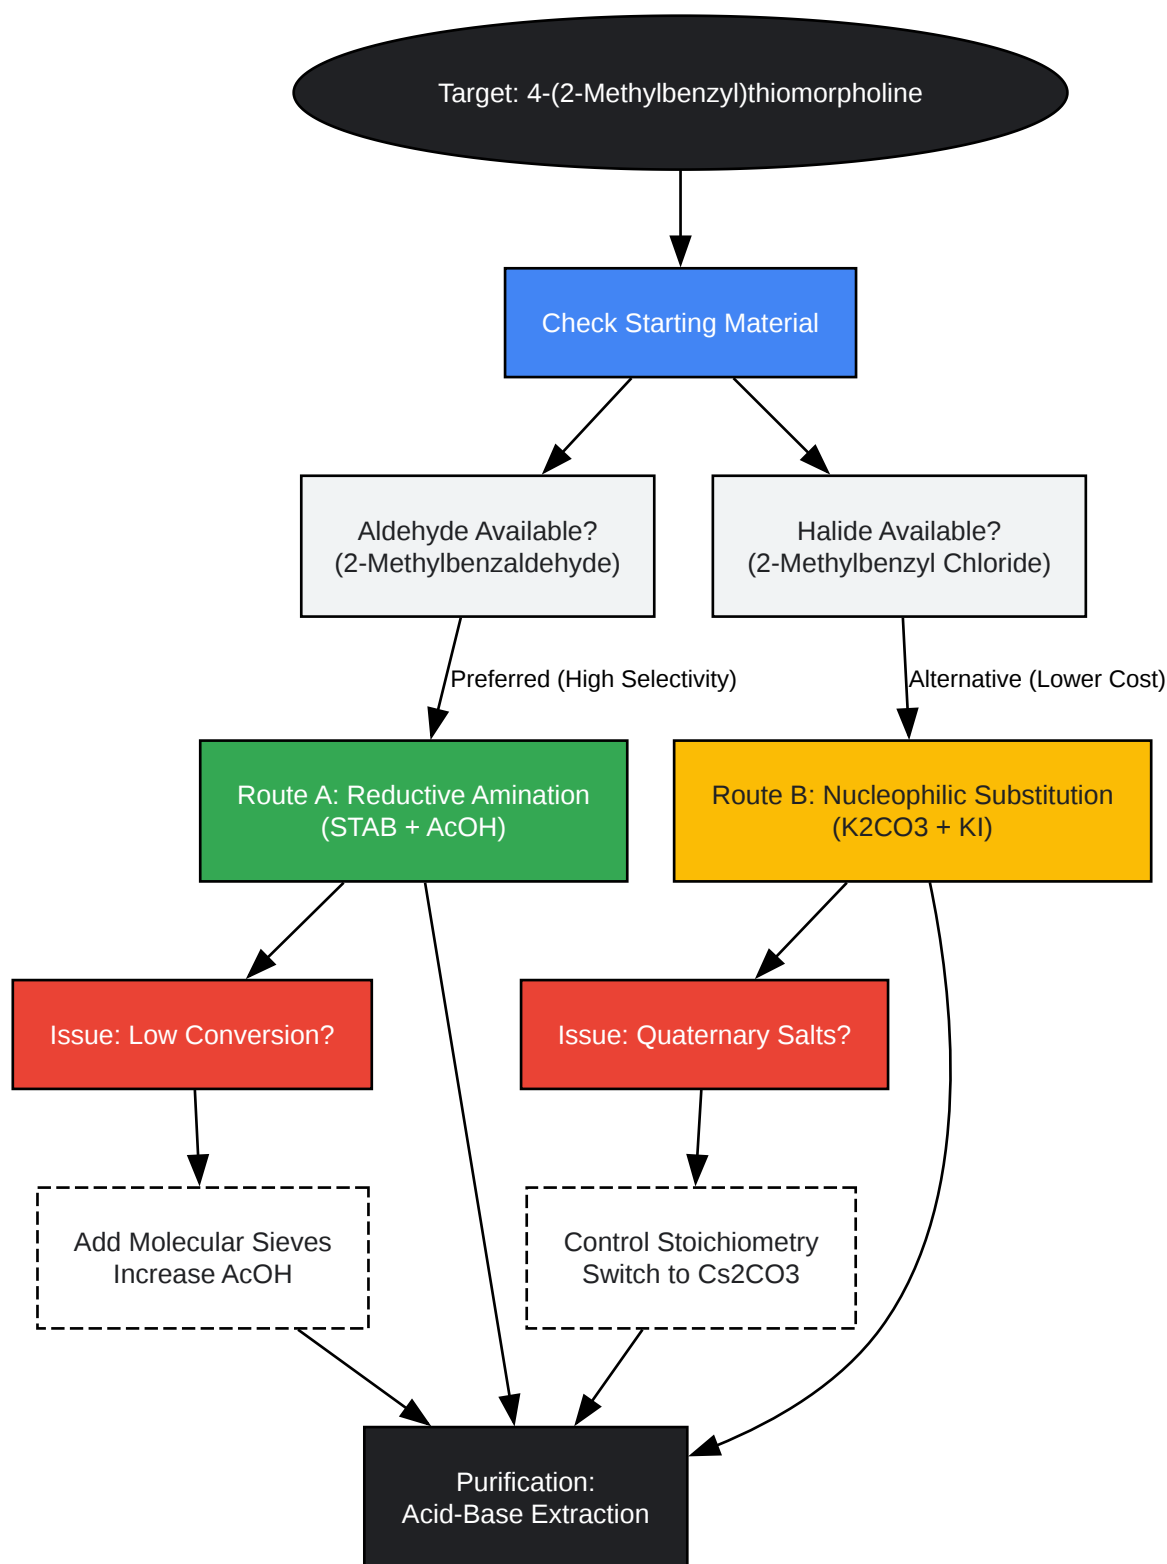 Target: 4-(2-Methylbenzyl)thiomorpholine
Check Starting Material
Aldehyde Available?
(2-Methylbenzaldehyde)
Halide Available?
(2-Methylbenzyl Chloride)
Preferred (High Selectivity)
Alternative (Lower Cost)
Route A: Reductive Amination
(STAB + AcOH)
Route B: Nucleophilic Substitution
(K2CO3 + KI)
Issue: Low Conversion?
Issue: Quaternary Salts?
Add Molecular Sieves
Increase AcOH
Control Stoichiometry
Switch to Cs2CO3
Purification:
Acid-Base Extraction